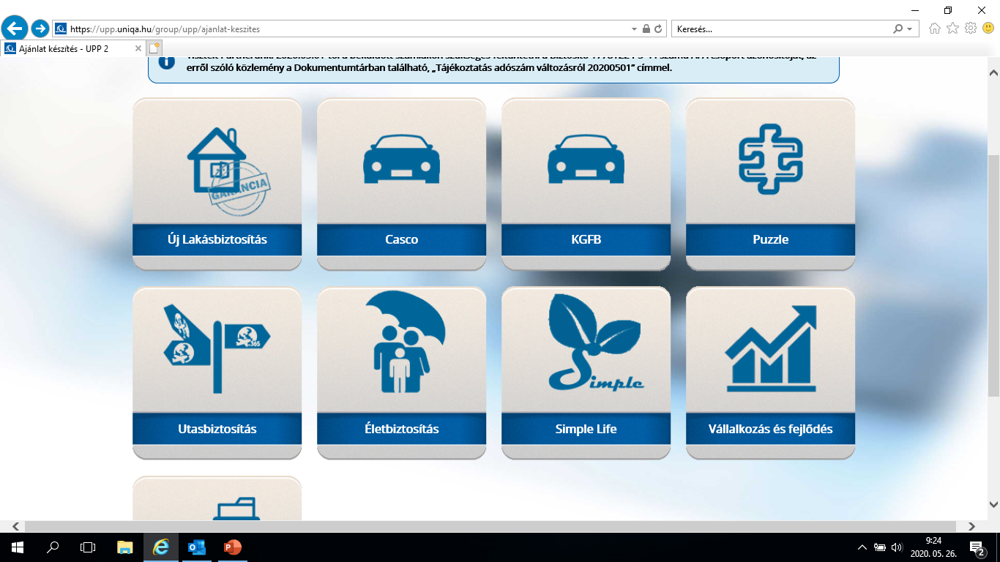 https://upp.uniqa.hu/group/upp/ajanlat-keszites
Keresés...
Ajánlat készítés - UPP 2
erről szóló közlemény a Dokumentumtárban található, „Tájékoztatás adószám változásról 20200501” címmel.
GARANCIA
Új Lakásbiztosítás
Casco
KGFB
Puzzle
365
Simple
Utasbiztosítás
Életbiztosítás
Simple Life
Vállalkozás és fejlődés
9:24
2020. 05. 26.
2